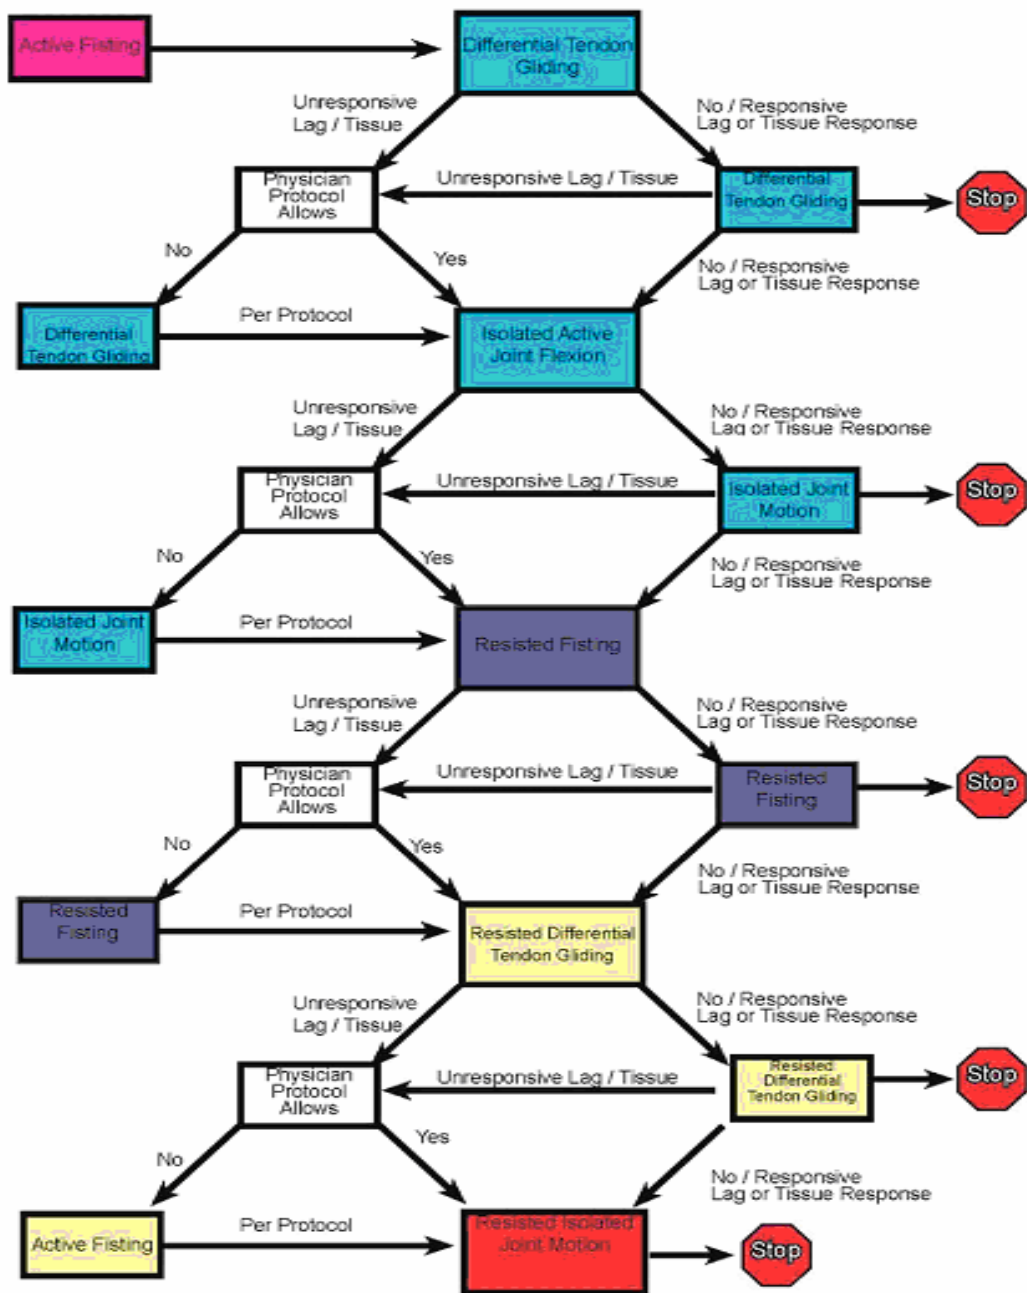 Active Fisting
Differential Tendon
Gliding
Unresponsive
Lag / Tissue
No / Responsive
Lag or Tissue Response
Physician
Protocol
Allows
Unresponsive Lag / Tissue
Differential
Tendon Gliding
Stop
No
Yes
No / Responsive
Lag or Tissue Response
Differential
Tendon Gliding
Per Protocol
Isolated Active
Joint Flexion
Unresponsive
Lag / Tissue
No / Responsive
Lag or Tissue Response
Physician
Protocol
Allows
Unresponsive Lag / Tissue
Isolated Joint
Motion
Stop
No
Yes
No / Responsive
Lag or Tissue Response
Isolated Joint
Motion
Per Protocol
Resisted Fisting
Unresponsive
Lag / Tissue
No / Responsive
Lag or Tissue Response
Physician
Protocol
Allows
Unresponsive Lag / Tissue
Resisted
Fisting
Stop
No
Yes
No / Responsive
Lag or Tissue Response
Resisted
Fisting
Per Protocol
Resisted Differential
Tendon Gliding
Unresponsive
Lag / Tissue
No / Responsive
Lag or Tissue Response
Physician
Protocol
Allows
Unresponsive Lag / Tissue
Resisted
Differential
Tendon Gliding
Stop
No
Yes
No / Responsive
Lag or Tissue Response
Active Fisting
Per Protocol
Resisted Isolated
Joint Motion
Stop